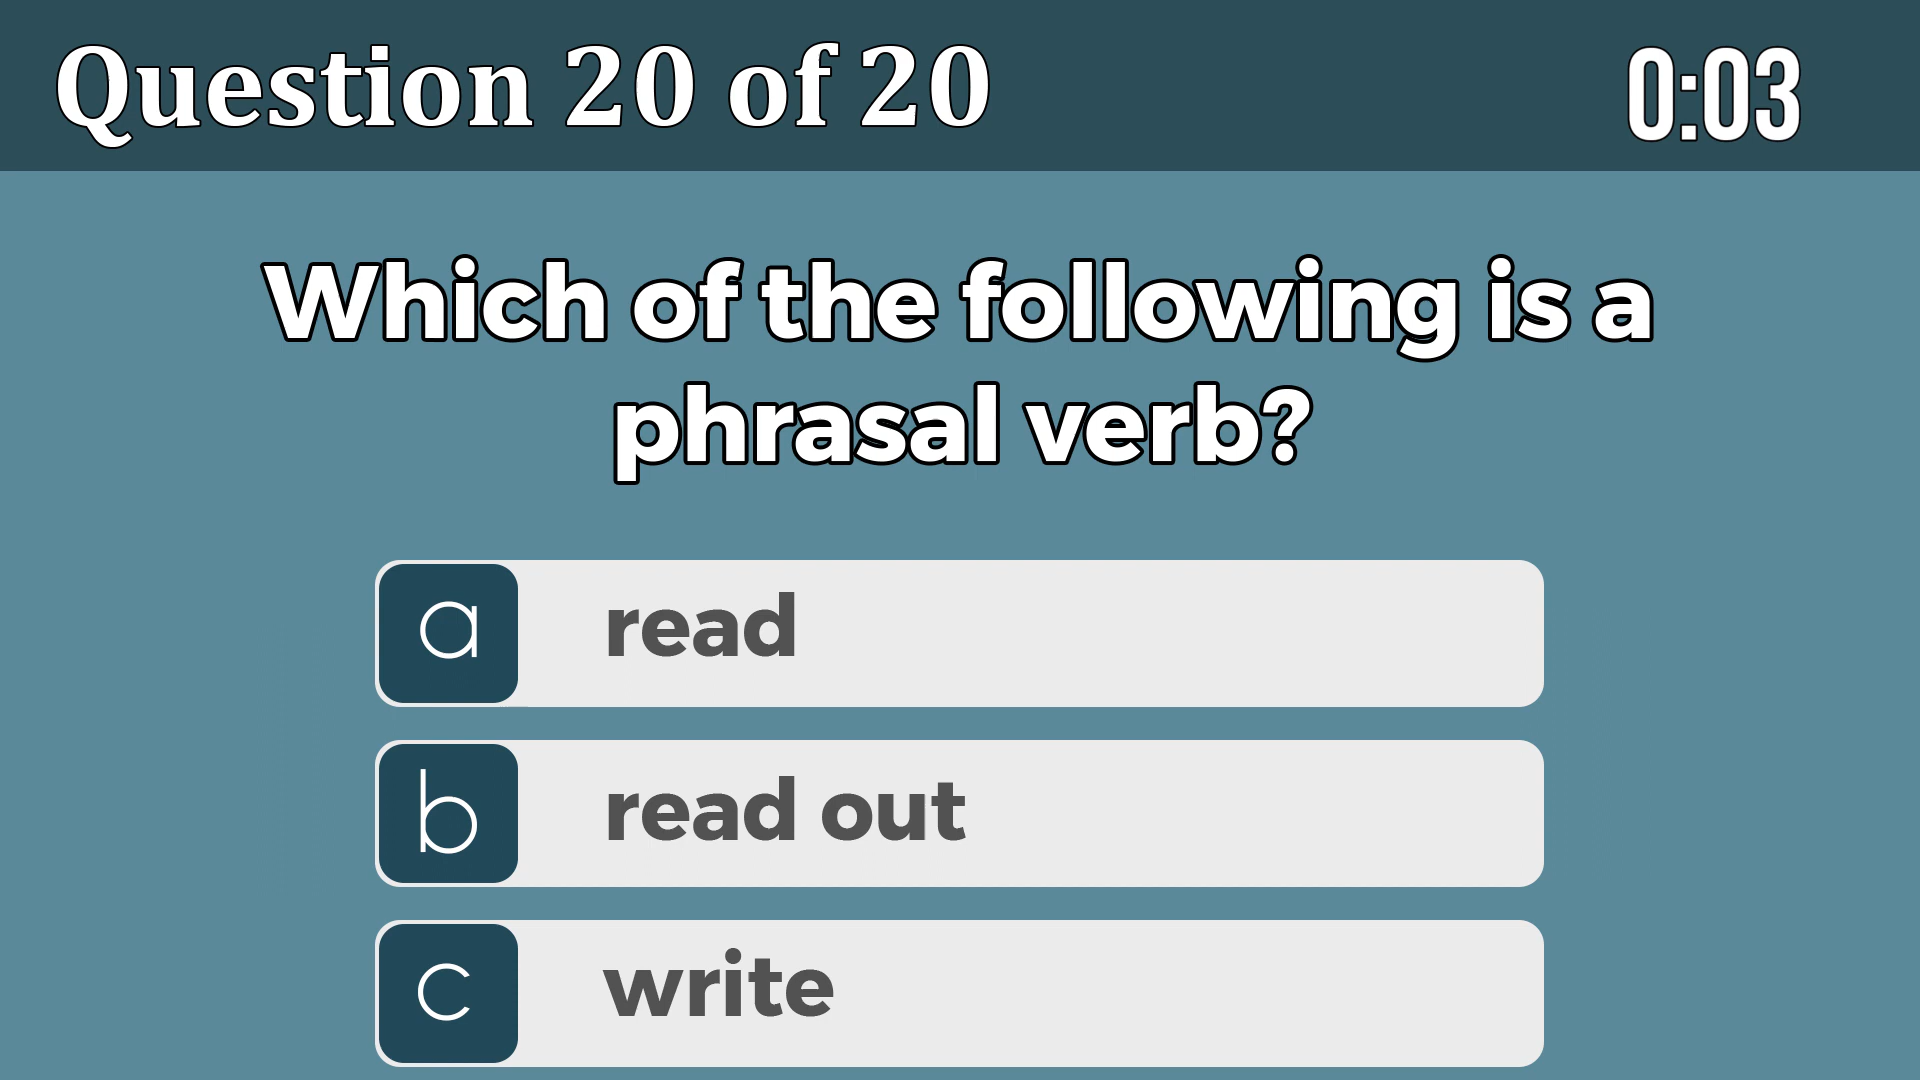 Question 20 of 20
0:03
Which of the following is a
phrasal verb?
a read
b read out
c write